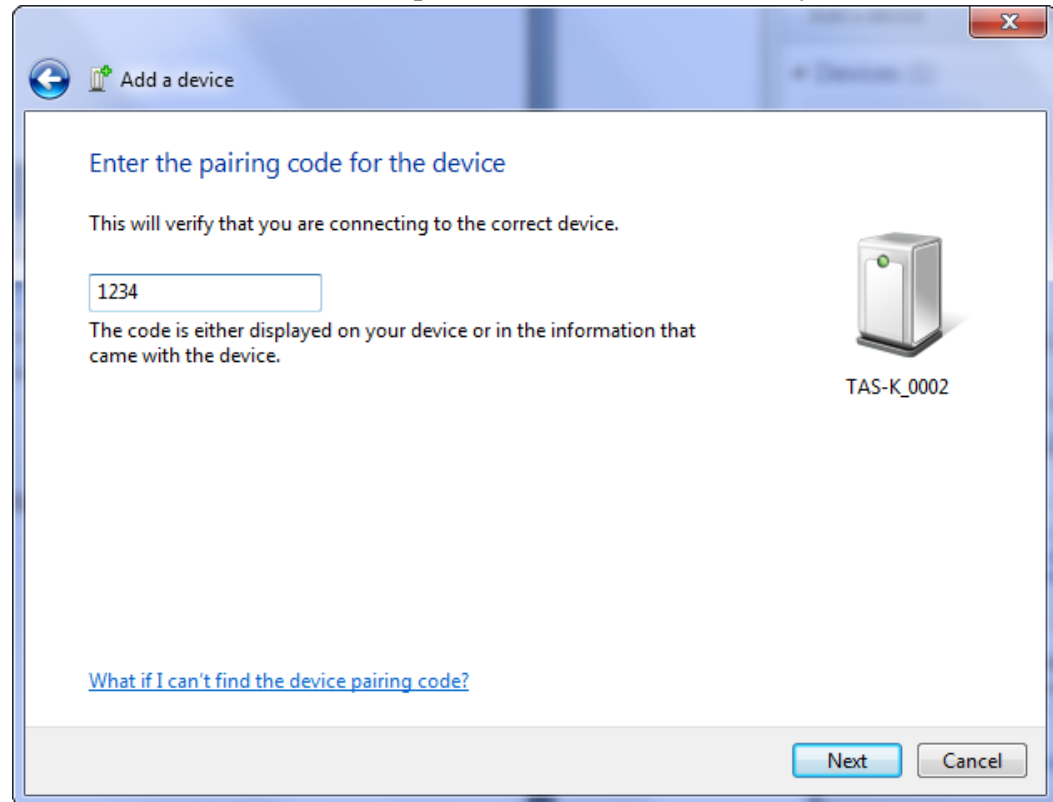 Add a device
Enter the pairing code for the device
This will verify that you are connecting to the correct device.
1234
The code is either displayed on your device or in the information that
came with the device.
TAS-K_0002
What if I can't find the device pairing code?
Next
Cancel